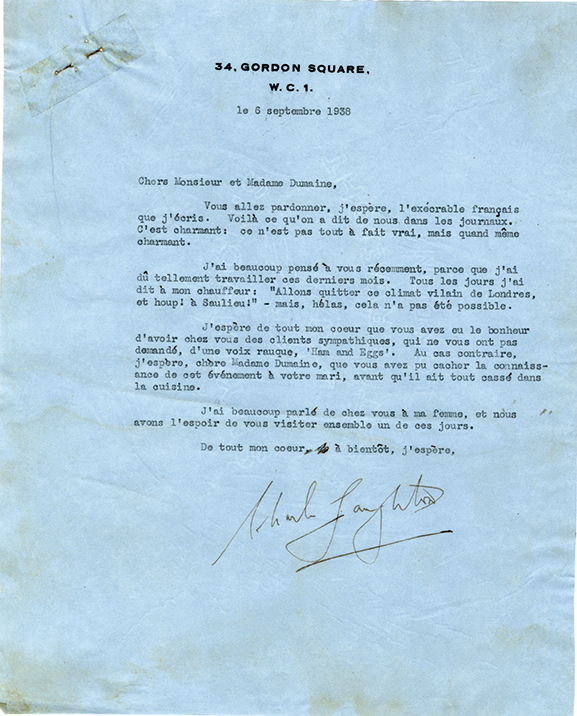 34, GORDON SQUARE,
W.C.1.
le 6 septembre 1938
Chers Monsieur et Madame Dumaine,
Vous allez pardonner, j'espère, l'exécrable français
que j'écris. Voilà ce qu'on a dit de nous dans les journaux.
C'est charmant: ce n'est pas tout à fait vrai, mais quand même
charmant.
J'ai beaucoup pensé à vous récemment, parce que j'ai
dû tellement travailler ces derniers mois. Tous les jours j'ai
dit à mon chauffeur: "Allons quitter ce climat vilain de Londres,
et houp! à Saulieu!" - mais, hélas, cela n'a pas été possible.
J'espère de tout mon coeur que vous avez eu le bonheur
d'avoir chez vous des clients sympathiques, qui ne vous ont pas
demandé, d'une voix rauque, 'Ham and Eggs'. Au cas contraire,
j'espère, chère Madame Dumaine, que vous avez pu cacher la connaiss-
ance de cet événement à votre mari, avant qu'il ait tout cassé dans
la cuisine.
J'ai beaucoup parlé de chez vous à ma femme, et nous
avons l'espoir de vous visiter ensemble un de ces jours.
De tout mon coeur, à bientôt, j'espère,
Charles Laughton